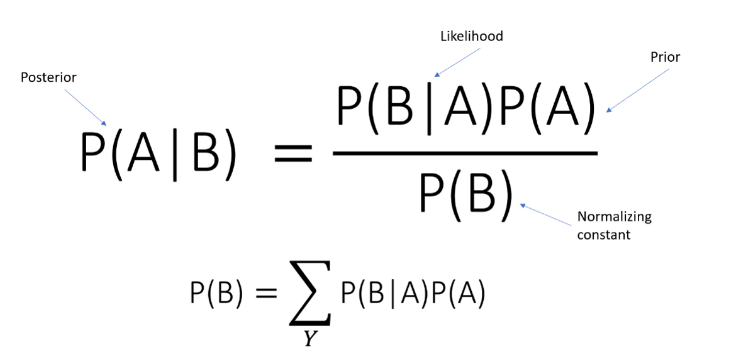 Likelihood
Prior
Posterior
P(A|B) = P(B|A)P(A)
P(B)
Normalizing
constant
P(B) = ∑ P(B|A)P(A)
Y